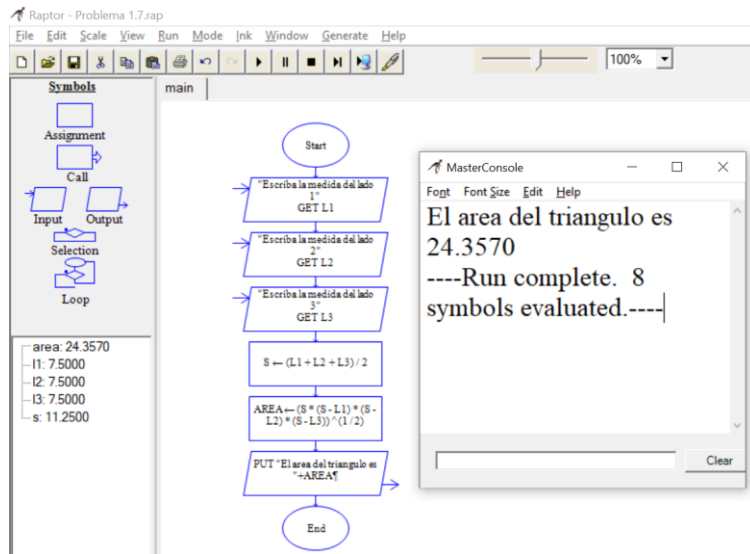 Raptor - Problema 1.7.rap
File Edit Scale View Run Mode Ink Window Generate Help
100%
Symbols
Assignment
Call
Input Output
Selection
Loop
area: 24.3570
l1: 7.5000
l2: 7.5000
l3: 7.5000
s: 11.2500
main
Start
"Escriba la medida del lado
1"
GET L1
"Escriba la medida del lado
2"
GET L2
"Escriba la medida del lado
3"
GET L3
S ← (L1 + L2 + L3) / 2
AREA ← (S * (S - L1) * (S -
L2) * (S - L3)) ^ (1 / 2)
PUT "El area del triangulo es
"+AREA¶
End
MasterConsole
Font Font Size Edit Help
El area del triangulo es
24.3570
----Run complete. 8
symbols evaluated.----
Clear